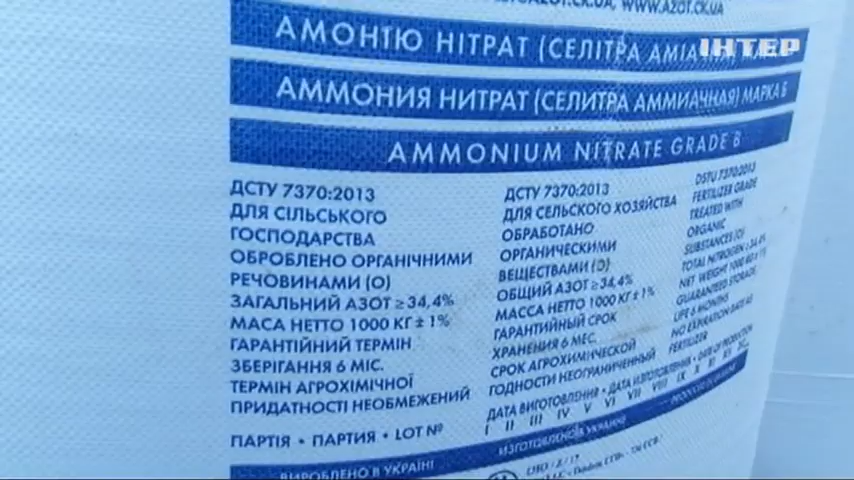 WWW.AZOT.CK.UA
ІНТЕР
АМОНІЮ НІТРАТ (СЕЛІТРА
АММОНИЯ НИТРАТ (СЕЛИТРА АММИАЧНАЯ) МАРКА Б
AMMONIUM NITRATE GRADE B
ДСТУ 7370:2013
ДЛЯ СІЛЬСЬКОГО
ГОСПОДАРСТВА
ОБРОБЛЕНО ОРГАНІЧНИМИ
РЕЧОВИНАМИ (О)
ЗАГАЛЬНИЙ АЗОТ ≥ 34,4%
МАСА НЕТТО 1000 КГ ± 1%
ГАРАНТІЙНИЙ ТЕРМІН
ЗБЕРІГАННЯ 6 МІС.
ТЕРМІН АГРОХІМІЧНОЇ
ПРИДАТНОСТІ НЕОБМЕЖЕНИЙ
ПАРТІЯ • ПАРТИЯ • LOT №
ВИРОБЛЕНО В УКРАЇНІ
ДСТУ 7370:2013
ДЛЯ СЕЛЬСКОГО ХОЗЯЙСТВА
ОБРАБОТАНО
ОРГАНИЧЕСКИМИ
ВЕЩЕСТВАМИ (О)
ОБЩИЙ АЗОТ ≥ 34,4%
МАССА НЕТТО 1000 КГ ± 1%
ГАРАНТИЙНЫЙ СРОК
ХРАНЕНИЯ 6 МЕС.
СРОК АГРОХИМИЧЕСКОЙ
ГОДНОСТИ НЕОГРАНИЧЕННЫЙ
ДАТА ВИГОТОВЛЕННЯ • ДАТА ИЗГОТОВЛЕНИЯ • DATE OF PRODUCTION
I II III IV V VI VII VIII IX X XI XII
ИЗГОТОВЛЕНО В УКРАИНЕ
PRODUCED IN UKRAINE
DSTU 7370:2013
FERTILIZER GRADE
TREATED WITH
ORGANIC
SUBSTANCES (O)
TOTAL NITROGEN ≥ 34,4%
NET WEIGHT 1000 KG ± 1%
GUARANTEED STORAGE
LIFE 6 MONTHS
NO EXPIRATION DATE AS
FERTILIZER